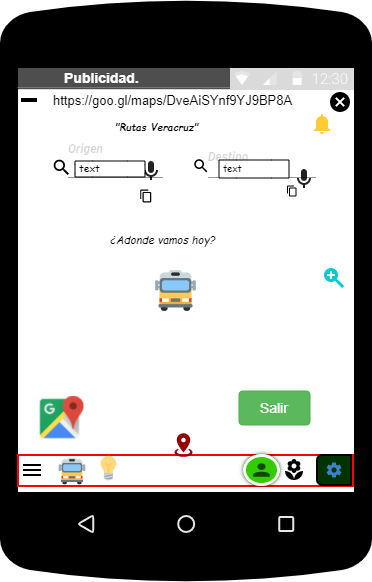 Publicidad.
12:30
https://goo.gl/maps/DveAiSYnf9YJ9BP8A
"Rutas Veracruz"
Origen
Destino
text
text
¿Adonde vamos hoy?
G
Salir